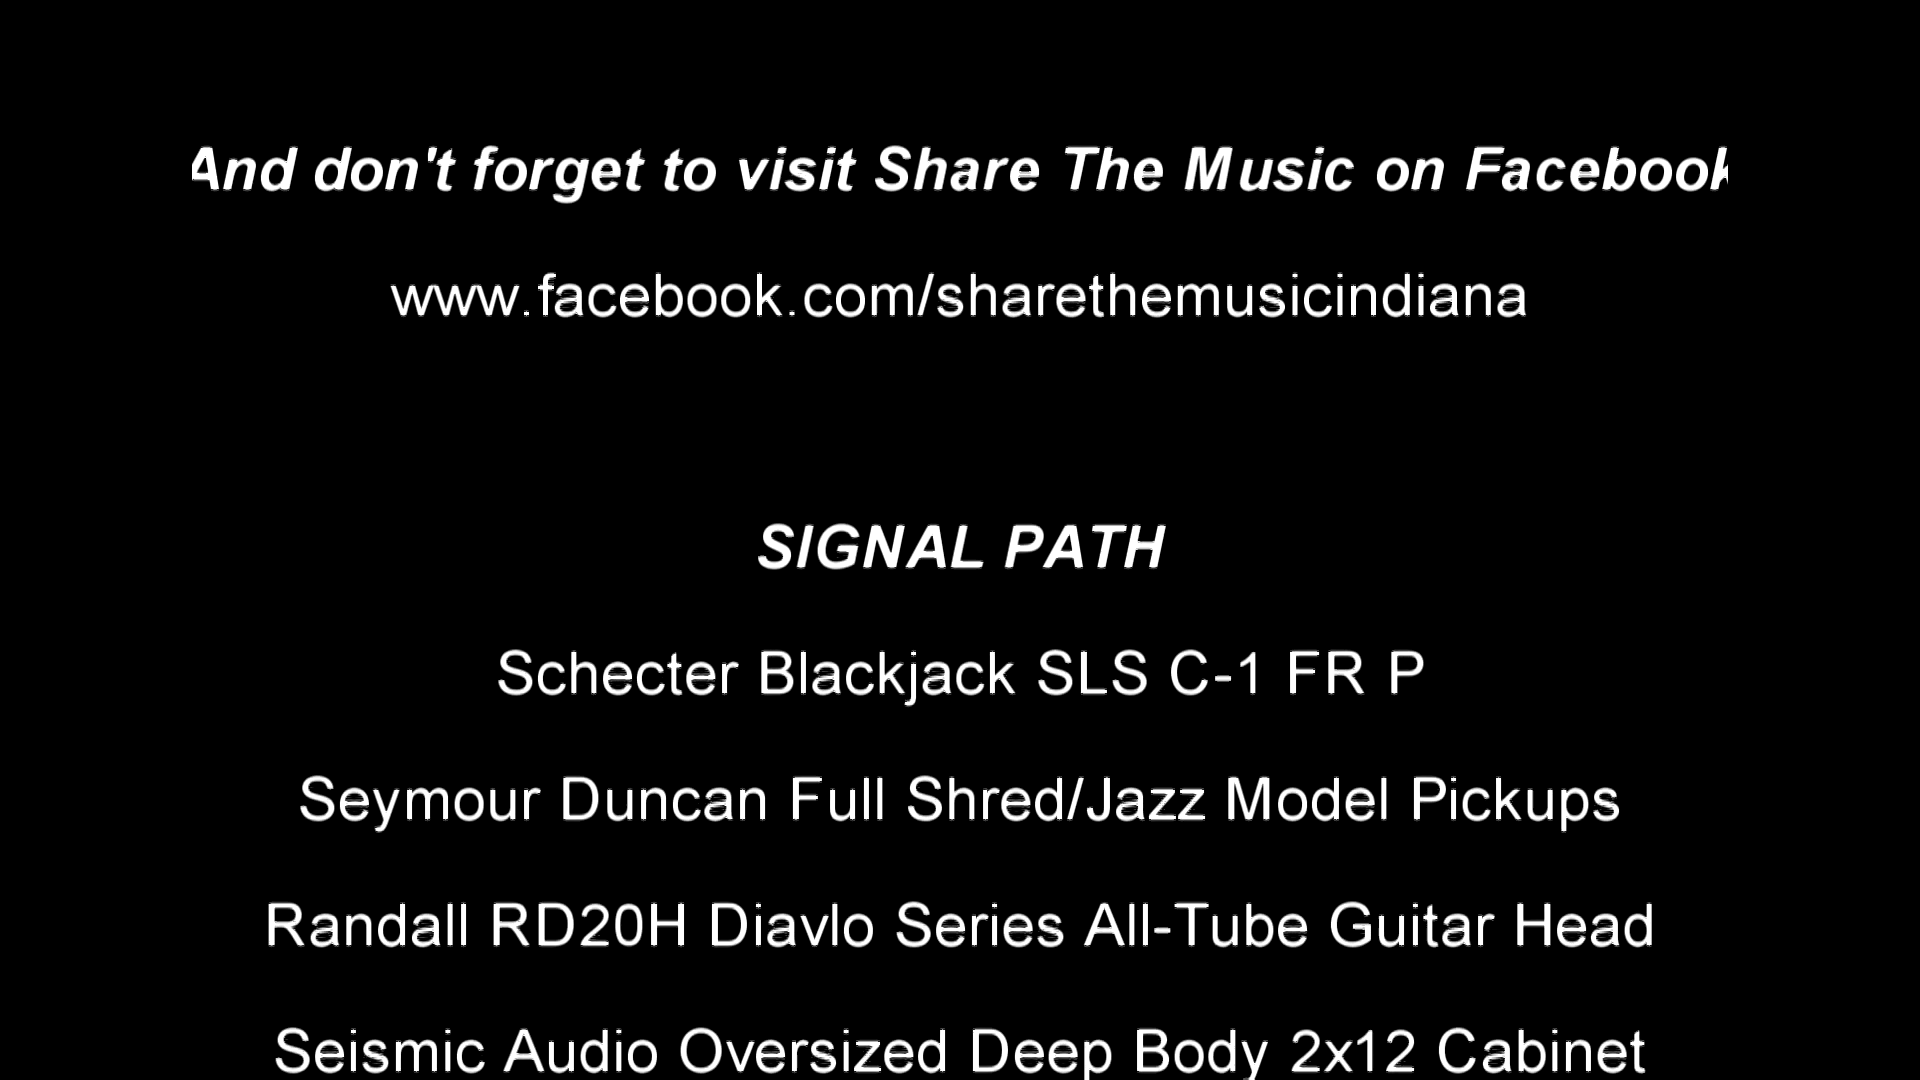 And don't forget to visit Share The Music on Facebook
www.facebook.com/sharethemusicindiana
SIGNAL PATH
Schecter Blackjack SLS C-1 FR P
Seymour Duncan Full Shred/Jazz Model Pickups
Randall RD20H Diavlo Series All-Tube Guitar Head
Seismic Audio Oversized Deep Body 2x12 Cabinet